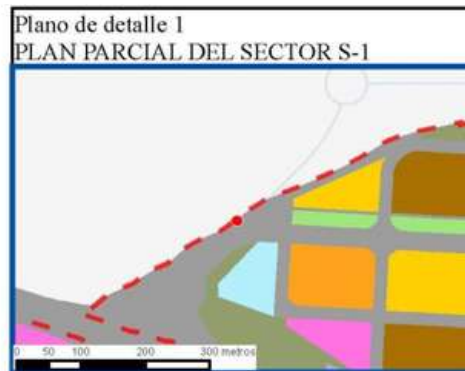 Plano de detalle 1
PLAN PARCIAL DEL SECTOR S-1
0 50 100 200 300 metros